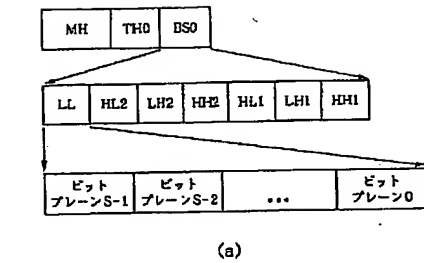 MH TH0 BS0
LL HL2 LH2 HH2 HL1 LH1 HH1
ビット ビット ... ビット
プレーンS-1 プレーンS-2 プレーン0
(a)